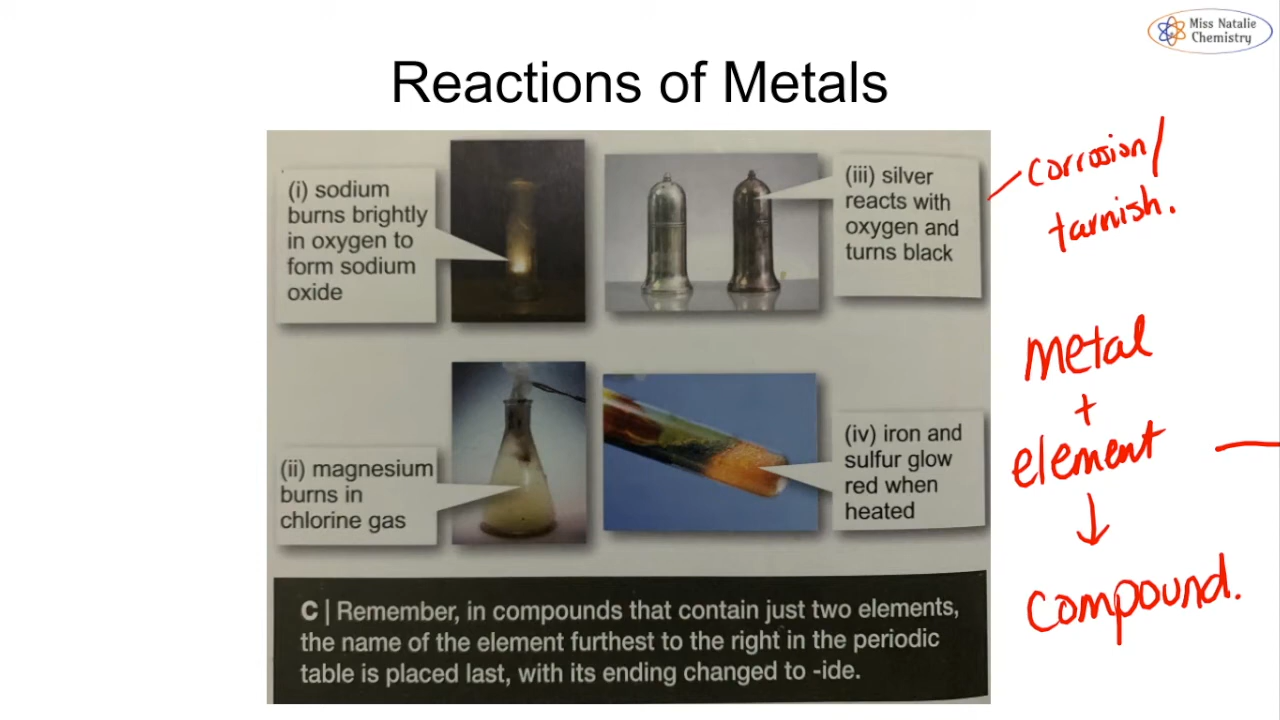 Miss Natalie
Chemistry
Reactions of Metals
(i) sodium
burns brightly
in oxygen to
form sodium
oxide
(iii) silver
reacts with
oxygen and
turns black
corrosion/
tarnish.
(ii) magnesium
burns in
chlorine gas
(iv) iron and
sulfur glow
red when
heated
metal
+
element
↓
compound.
C | Remember, in compounds that contain just two elements,
the name of the element furthest to the right in the periodic
table is placed last, with its ending changed to -ide.